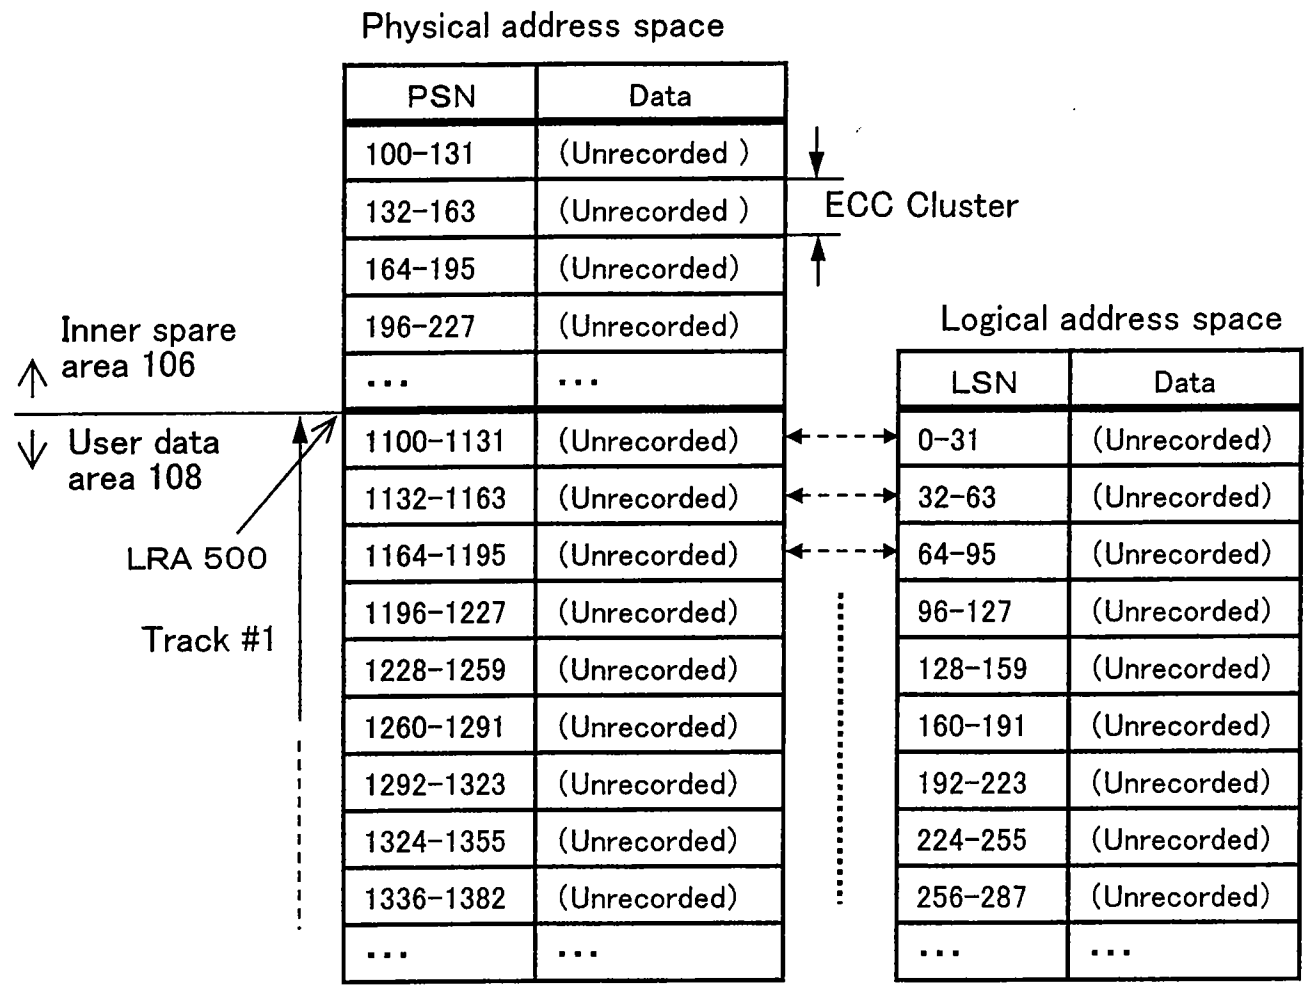 Physical address space
PSN Data
100-131 (Unrecorded )
132-163 (Unrecorded )
ECC Cluster
164-195 (Unrecorded)
196-227 (Unrecorded)
... ...
Inner spare
area 106
User data
area 108
LRA 500
Track #1
1100-1131 (Unrecorded)
1132-1163 (Unrecorded)
1164-1195 (Unrecorded)
1196-1227 (Unrecorded)
1228-1259 (Unrecorded)
1260-1291 (Unrecorded)
1292-1323 (Unrecorded)
1324-1355 (Unrecorded)
1336-1382 (Unrecorded)
... ...
Logical address space
LSN Data
0-31 (Unrecorded)
32-63 (Unrecorded)
64-95 (Unrecorded)
96-127 (Unrecorded)
128-159 (Unrecorded)
160-191 (Unrecorded)
192-223 (Unrecorded)
224-255 (Unrecorded)
256-287 (Unrecorded)
... ...